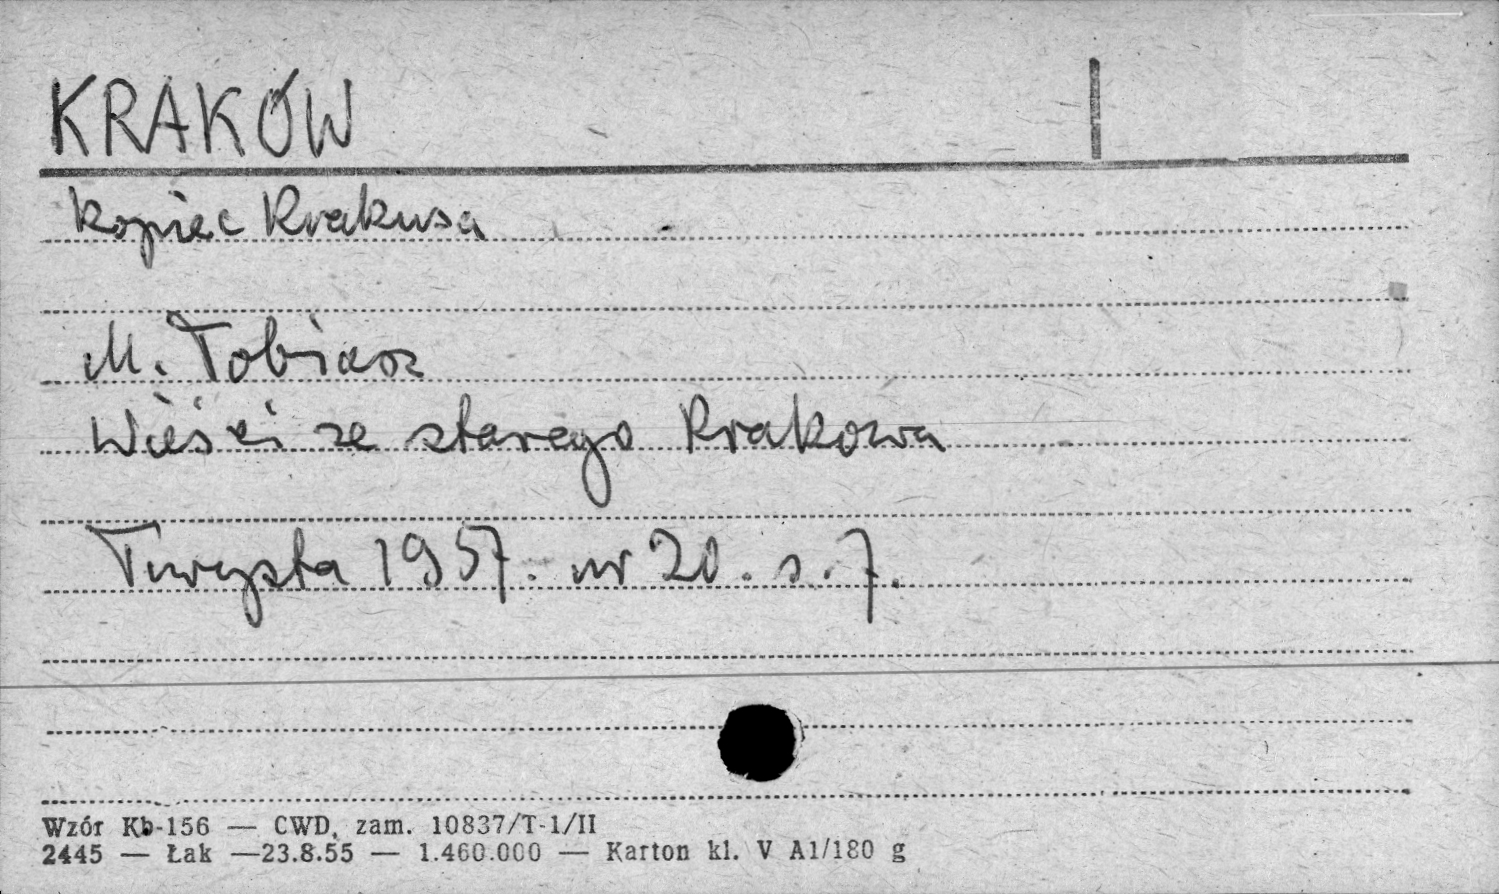 KRAKÓW
Kopiec Krakusa
M. Tobiasz
Wieści ze starego Krakowa
Turysta 1957. nr 20. s. 7.
Wzór Kb-156 — CWD, zam. 10837/T-1/II
2445 — Łak —23.8.55 — 1.460.000 — Karton kl. V A1/180 g